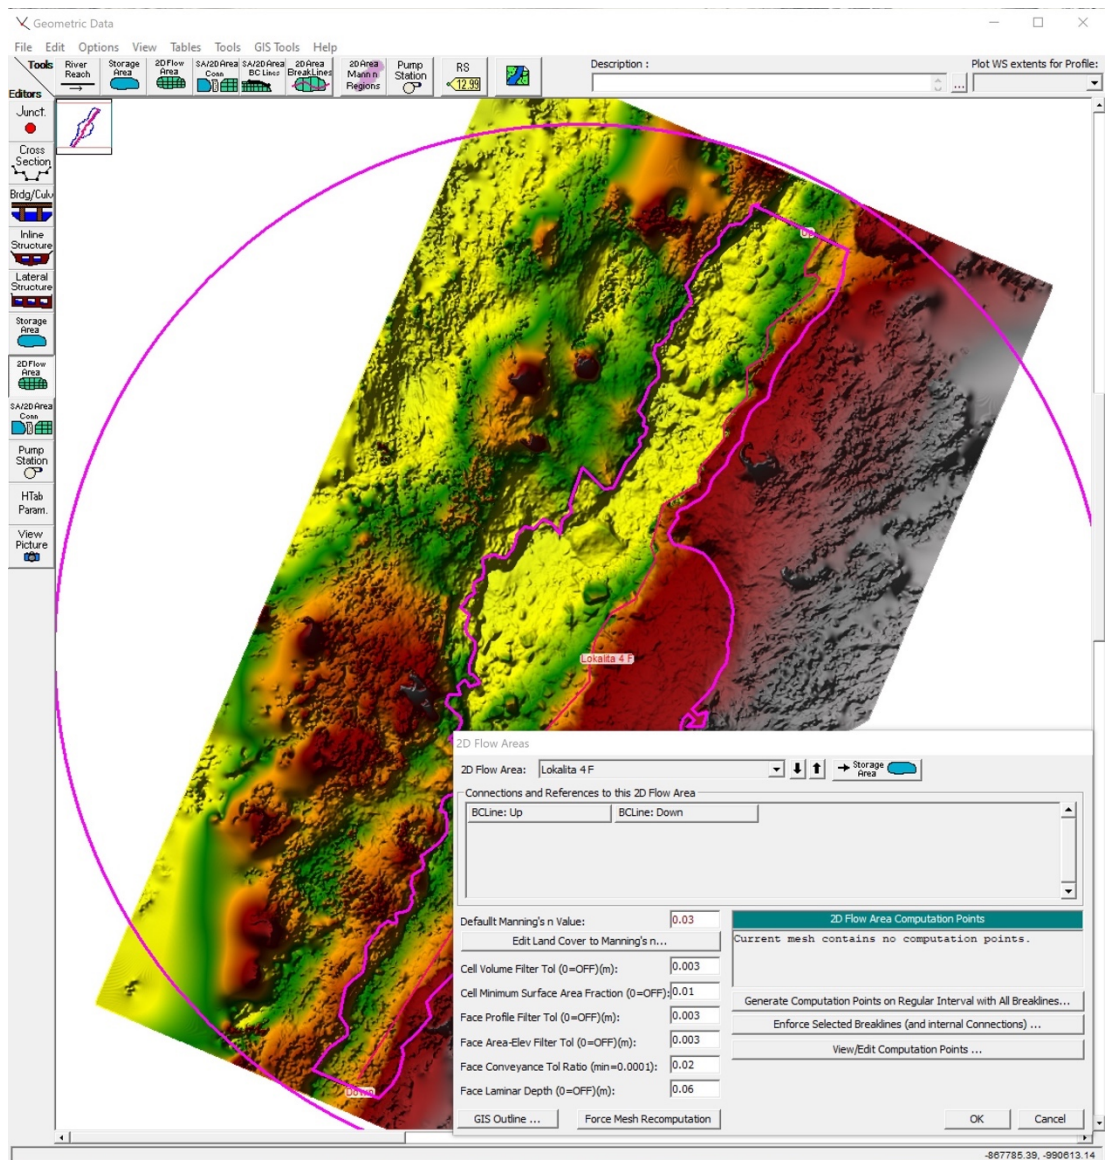 Geometric Data
File Edit Options View Tables Tools GIS Tools Help
Tools
River Reach
Storage Area
2D Flow Area
SA/2D Area Conn
SA/2D Area BC Lines
2D Area BreakLines
2D Area Mann n Regions
Pump Station
RS
12.99
Description :
...
Plot WS extents for Profile:
Editors
Junct.
Cross Section
Brdg/Culv
Inline Structure
Lateral Structure
Storage Area
2D Flow Area
SA/2D Area Conn
Pump Station
HTab Param.
View Picture
Up
Lokalita 4 F
Down
2D Flow Areas
2D Flow Area: Lokalita 4 F
Storage Area
Connections and References to this 2D Flow Area
BCLine: Up BCLine: Down
Defaullt Manning's n Value: 0.03
Edit Land Cover to Manning's n...
Cell Volume Filter Tol (0=OFF)(m): 0.003
Cell Minimum Surface Area Fraction (0=OFF): 0.01
Face Profile Filter Tol (0=OFF)(m): 0.003
Face Area-Elev Filter Tol (0=OFF)(m): 0.003
Face Conveyance Tol Ratio (min=0.0001): 0.02
Face Laminar Depth (0=OFF)(m): 0.06
2D Flow Area Computation Points
Current mesh contains no computation points.
Generate Computation Points on Regular Interval with All Breaklines...
Enforce Selected Breaklines (and internal Connections) ...
View/Edit Computation Points ...
GIS Outline ... Force Mesh Recomputation OK Cancel
-867785.39, -990613.14